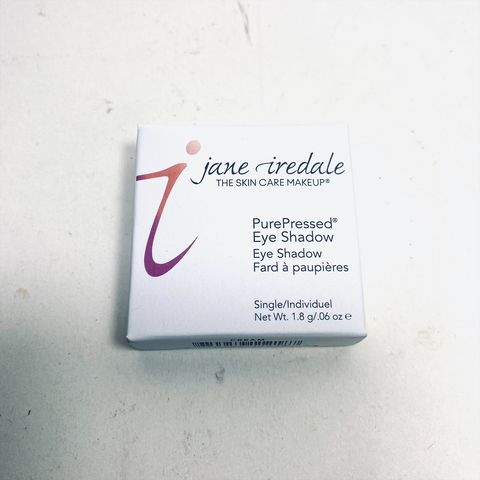 jane iredale
THE SKIN CARE MAKEUP®
PurePressed®
Eye Shadow
Eye Shadow
Fard à paupières
Single/Individuel
Net Wt. 1.8 g/.06 oz e
CREAM